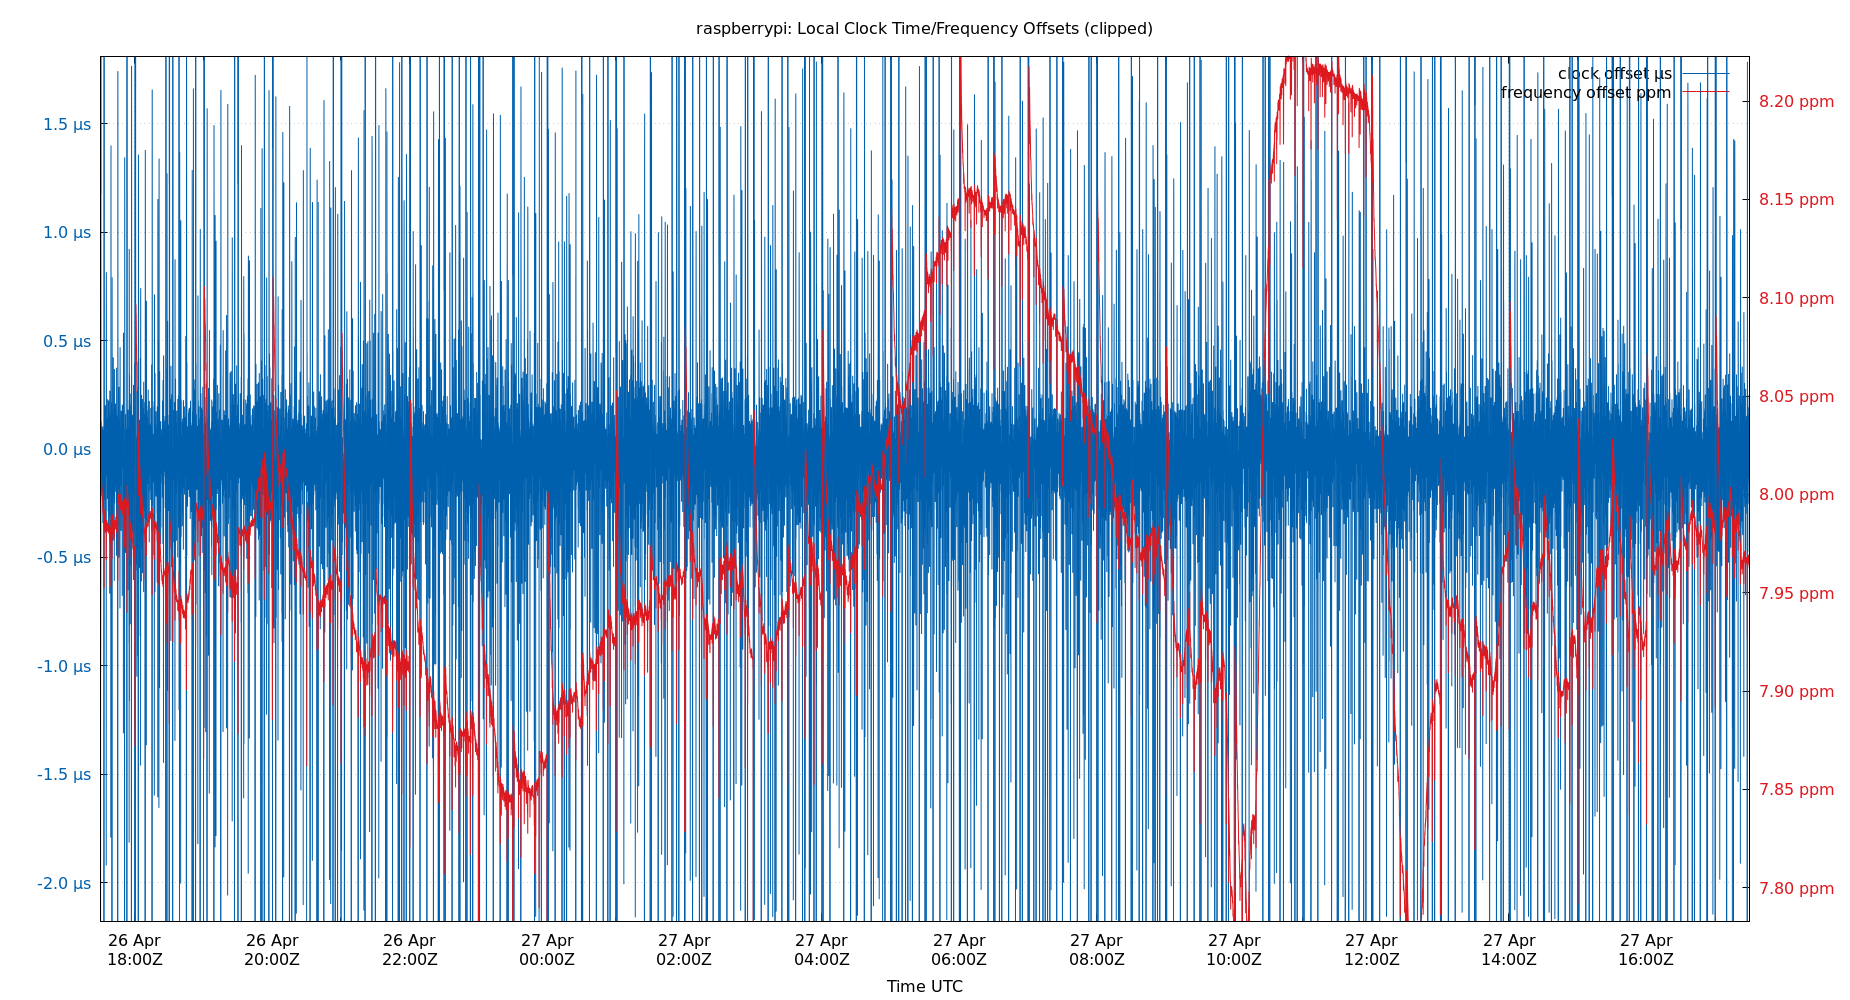 raspberrypi: Local Clock Time/Frequency Offsets (clipped)
clock offset µs
frequency offset ppm
1.5 µs
1.0 µs
0.5 µs
0.0 µs
-0.5 µs
-1.0 µs
-1.5 µs
-2.0 µs
8.20 ppm
8.15 ppm
8.10 ppm
8.05 ppm
8.00 ppm
7.95 ppm
7.90 ppm
7.85 ppm
7.80 ppm
26 Apr
18:00Z
26 Apr
20:00Z
26 Apr
22:00Z
27 Apr
00:00Z
27 Apr
02:00Z
27 Apr
04:00Z
27 Apr
06:00Z
27 Apr
08:00Z
27 Apr
10:00Z
27 Apr
12:00Z
27 Apr
14:00Z
27 Apr
16:00Z
Time UTC